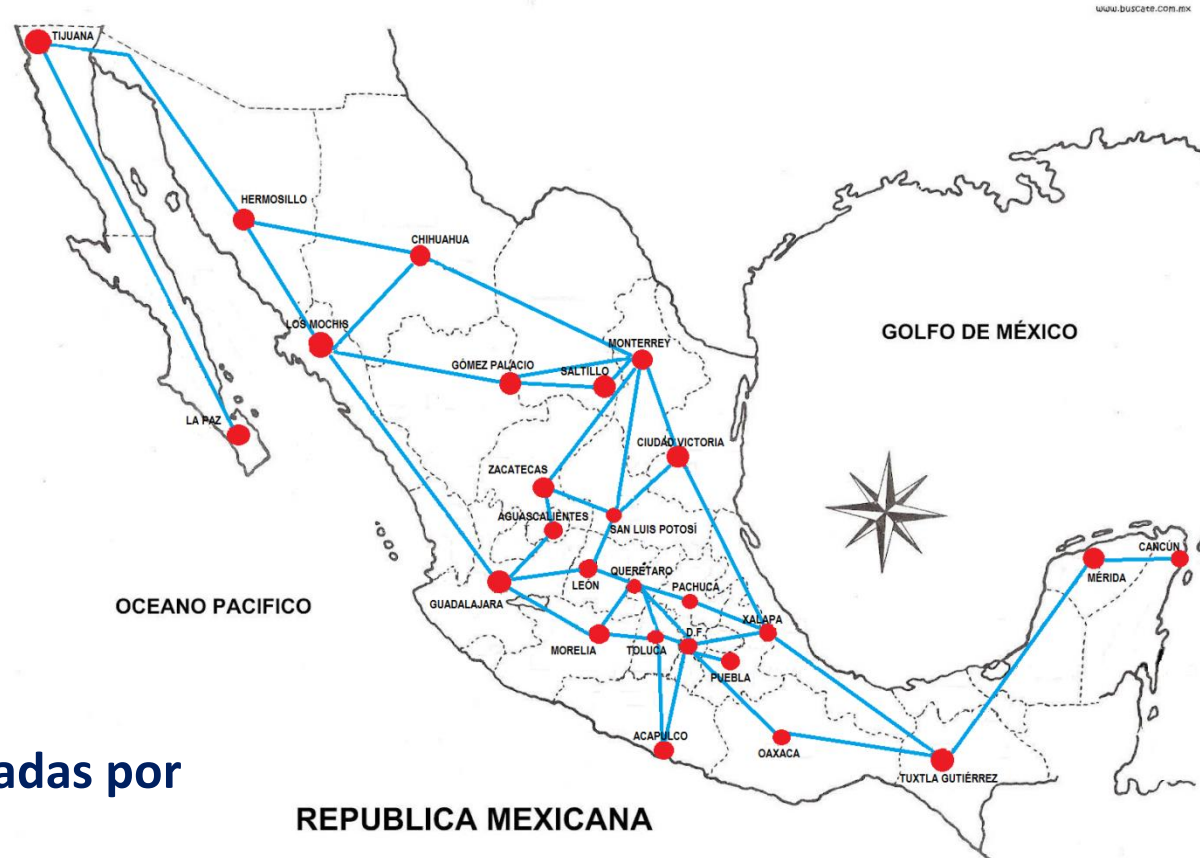 www.buscate.com.mx
TIJUANA
HERMOSILLO
CHIHUAHUA
LOS MOCHIS
MONTERREY
GOLFO DE MÉXICO
GÓMEZ PALACIO
SALTILLO
LA PAZ
CIUDAD VICTORIA
ZACATECAS
AGUASCALIENTES
SAN LUIS POTOSÍ
CANCÚN
QUERETARO
MÉRIDA
LEÓN
PACHUCA
OCEANO PACIFICO
GUADALAJARA
XALAPA
D.F.
MORELIA
TOLUCA
PUEBLA
ACAPULCO
OAXACA
TUXTLA GUTIÉRREZ
adas por
REPUBLICA MEXICANA